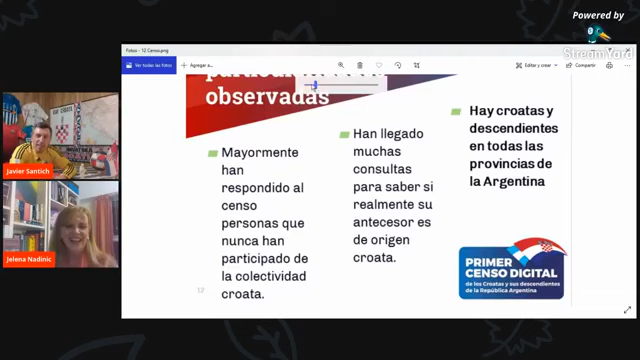 Powered by
StreamYard
Fotos - 12 Censo.png
Ver todas las fotos
Agregar a...
Editar y crear
Compartir
observadas
Mayormente
han
respondido al
censo
personas que
nunca han
participado de
la colectividad
croata.
Han llegado
muchas
consultas
para saber si
realmente su
antecesor es
de origen
croata.
Hay croatas y
descendientes
en todas las
provincias de
la Argentina
PRIMER
CENSO DIGITAL
de los Croatas y sus descendientes
de la República Argentina
12
Javier Santich
Jelena Nadinic